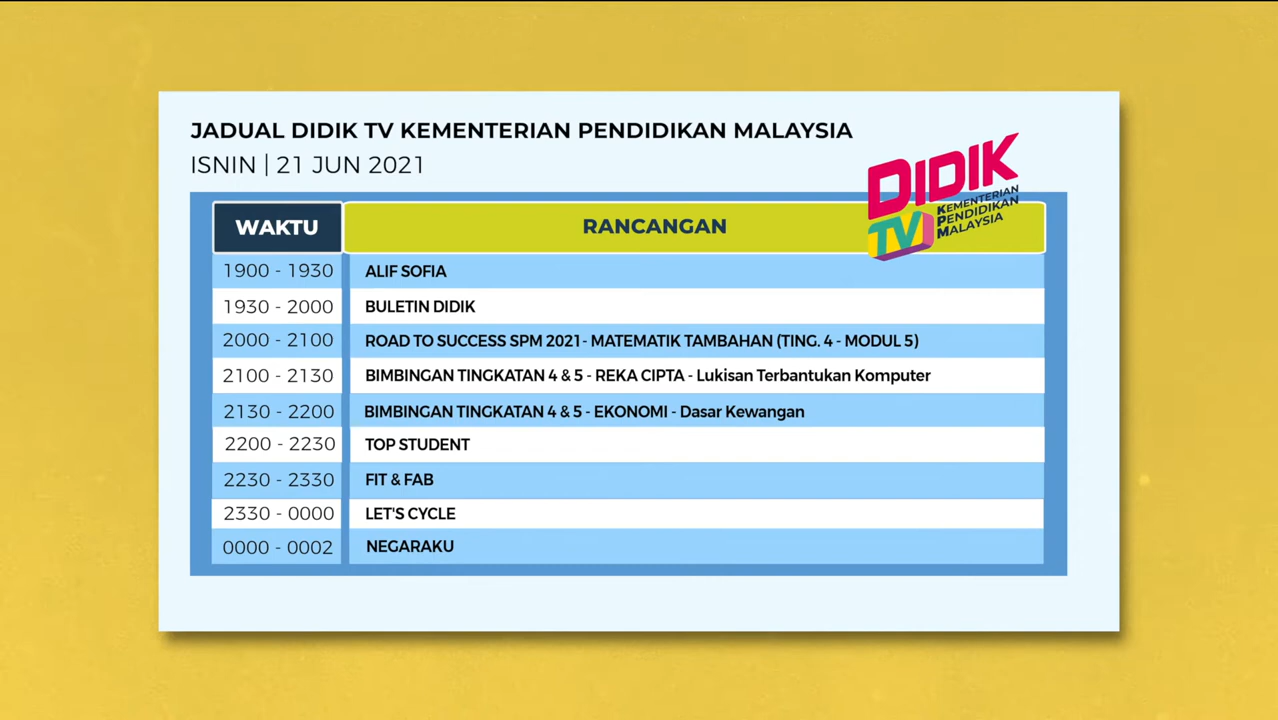 JADUAL DIDIK TV KEMENTERIAN PENDIDIKAN MALAYSIA
ISNIN | 21 JUN 2021
DIDIK
TV
KEMENTERIAN
PENDIDIKAN
MALAYSIA
WAKTU RANCANGAN
1900 - 1930 ALIF SOFIA
1930 - 2000 BULETIN DIDIK
2000 - 2100 ROAD TO SUCCESS SPM 2021- MATEMATIK TAMBAHAN (TING. 4 - MODUL 5)
2100 - 2130 BIMBINGAN TINGKATAN 4 & 5 - REKA CIPTA - Lukisan Terbantukan Komputer
2130 - 2200 BIMBINGAN TINGKATAN 4 & 5 - EKONOMI - Dasar Kewangan
2200 - 2230 TOP STUDENT
2230 - 2330 FIT & FAB
2330 - 0000 LET'S CYCLE
0000 - 0002 NEGARAKU